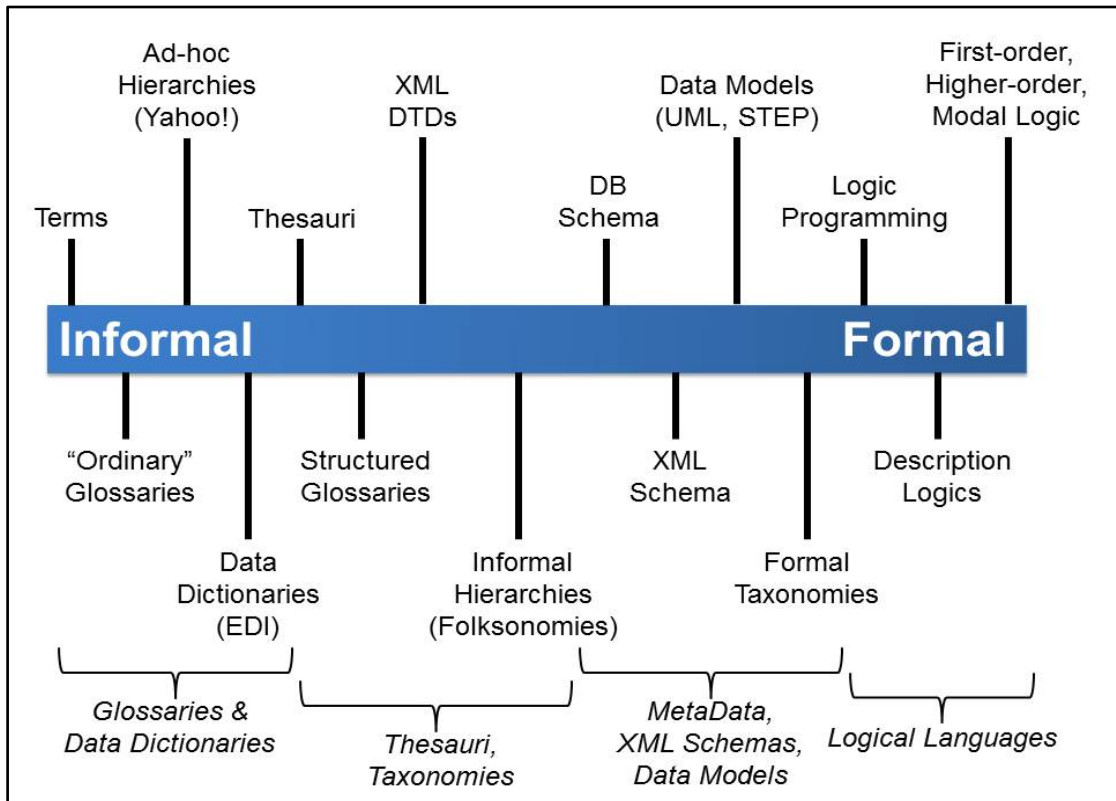 Ad-hoc
Hierarchies
(Yahoo!)
XML
DTDs
Data Models
(UML, STEP)
First-order,
Higher-order,
Modal Logic
Terms
Thesauri
DB
Schema
Logic
Programming
Informal
Formal
“Ordinary”
Glossaries
Structured
Glossaries
XML
Schema
Description
Logics
Data
Dictionaries
(EDI)
Informal
Hierarchies
(Folksonomies)
Formal
Taxonomies
Glossaries &
Data Dictionaries
Thesauri,
Taxonomies
MetaData,
XML Schemas,
Data Models
Logical Languages